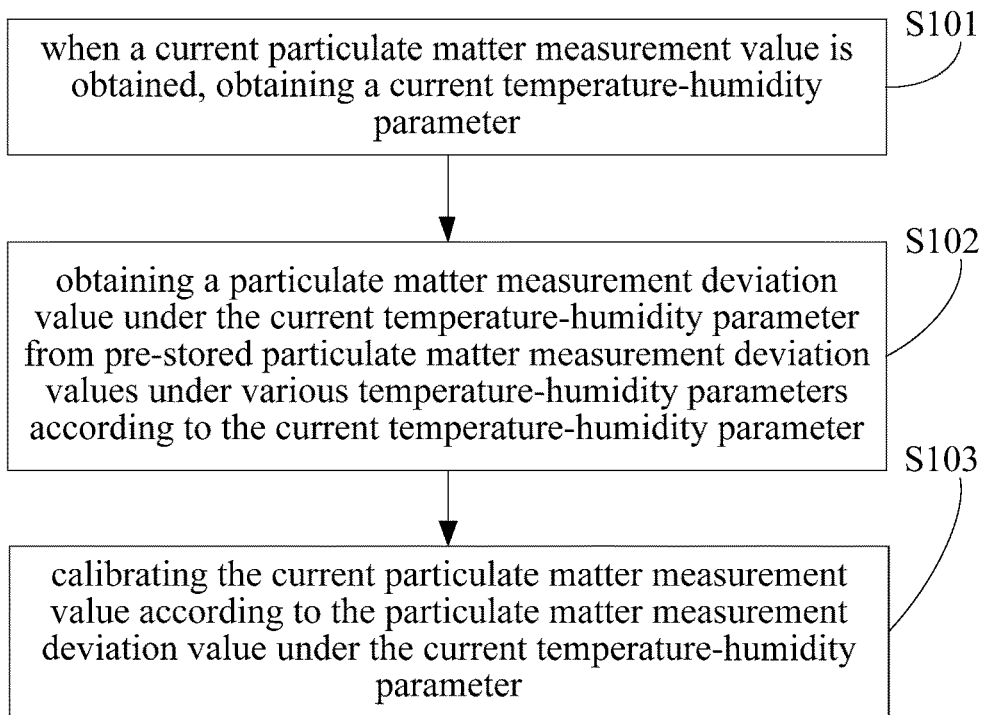 S101
when a current particulate matter measurement value is
obtained, obtaining a current temperature-humidity
parameter
S102
obtaining a particulate matter measurement deviation
value under the current temperature-humidity parameter
from pre-stored particulate matter measurement deviation
values under various temperature-humidity parameters
according to the current temperature-humidity parameter
S103
calibrating the current particulate matter measurement
value according to the particulate matter measurement
deviation value under the current temperature-humidity
parameter